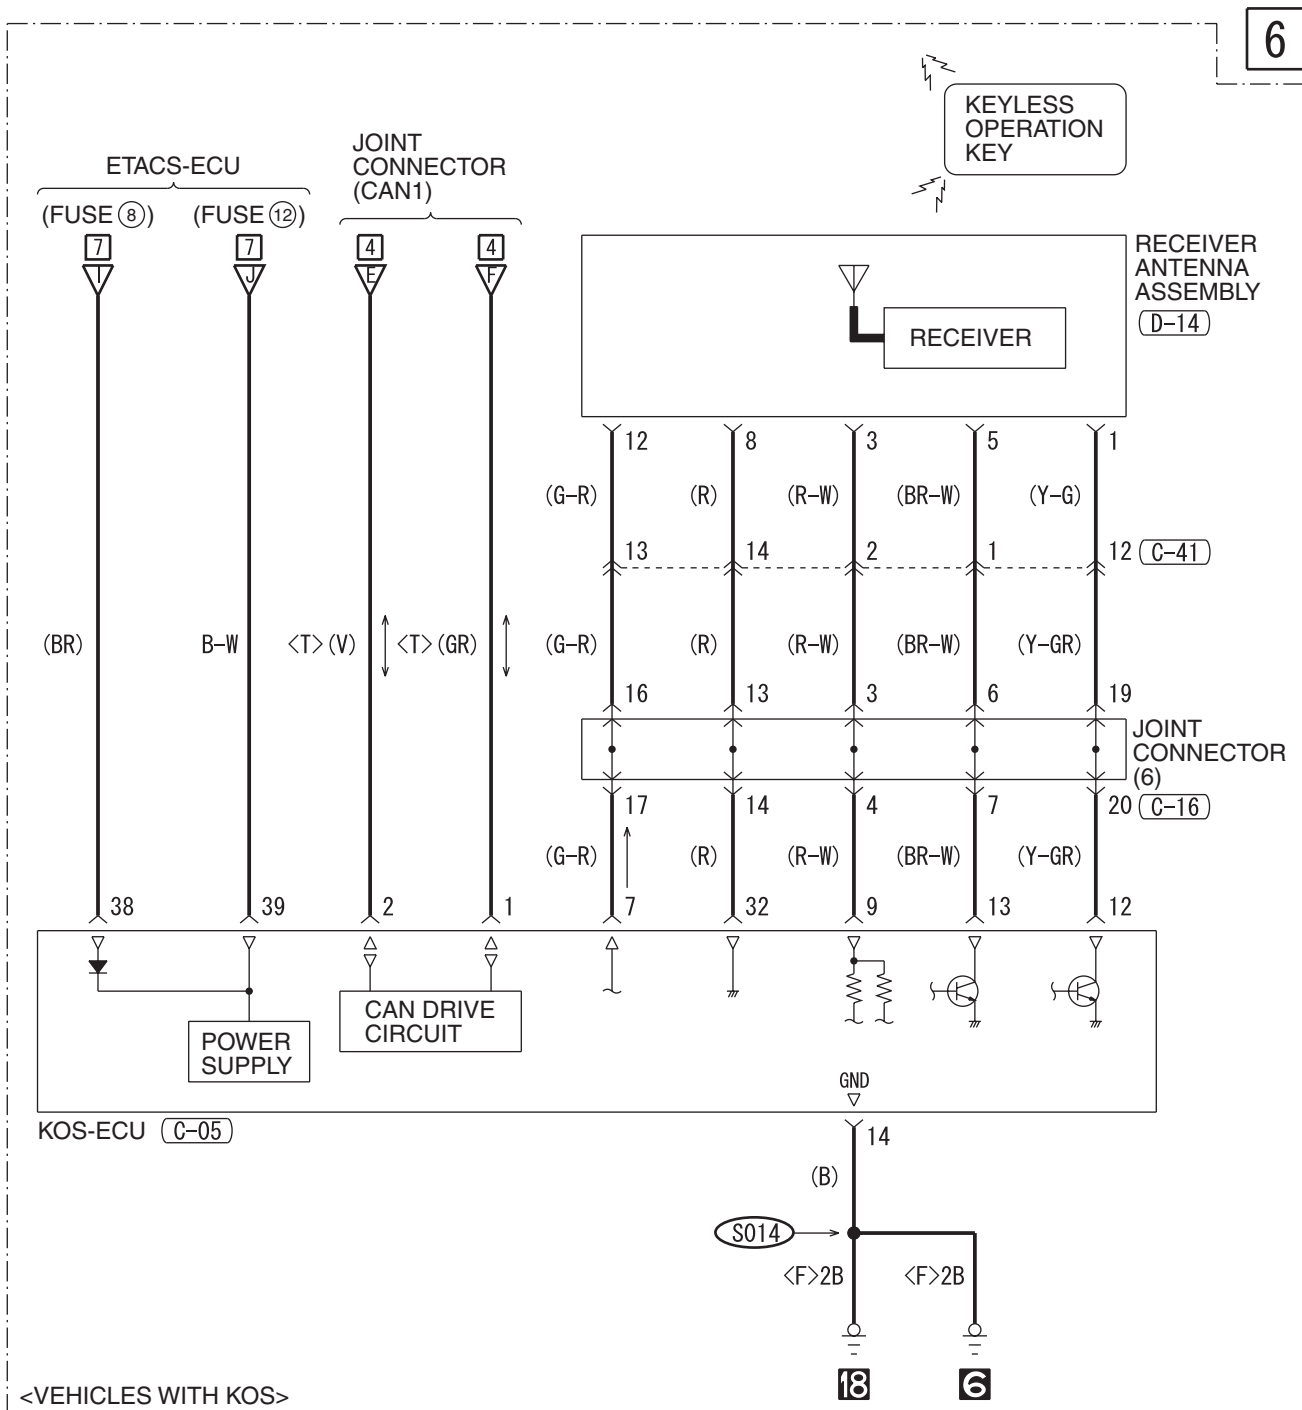 6
KEYLESS
OPERATION
KEY
ETACS-ECU
JOINT
CONNECTOR
(CAN1)
(FUSE 8) (FUSE 12)
7 7 4 4
I J E F
RECEIVER
ANTENNA
ASSEMBLY
D-14
RECEIVER
12 8 3 5 1
(G-R) (R) (R-W) (BR-W) (Y-G)
13 14 2 1 12 C-41
(BR) B-W <T>(V) <T>(GR) (G-R) (R) (R-W) (BR-W) (Y-GR)
16 13 3 6 19
JOINT
CONNECTOR
(6)
17 14 4 7 20 C-16
(G-R) (R) (R-W) (BR-W) (Y-GR)
38 39 2 1 7 32 9 13 12
POWER
SUPPLY
CAN DRIVE
CIRCUIT
GND
KOS-ECU C-05
14
(B)
S014
<F>2B <F>2B
18 6
<VEHICLES WITH KOS>